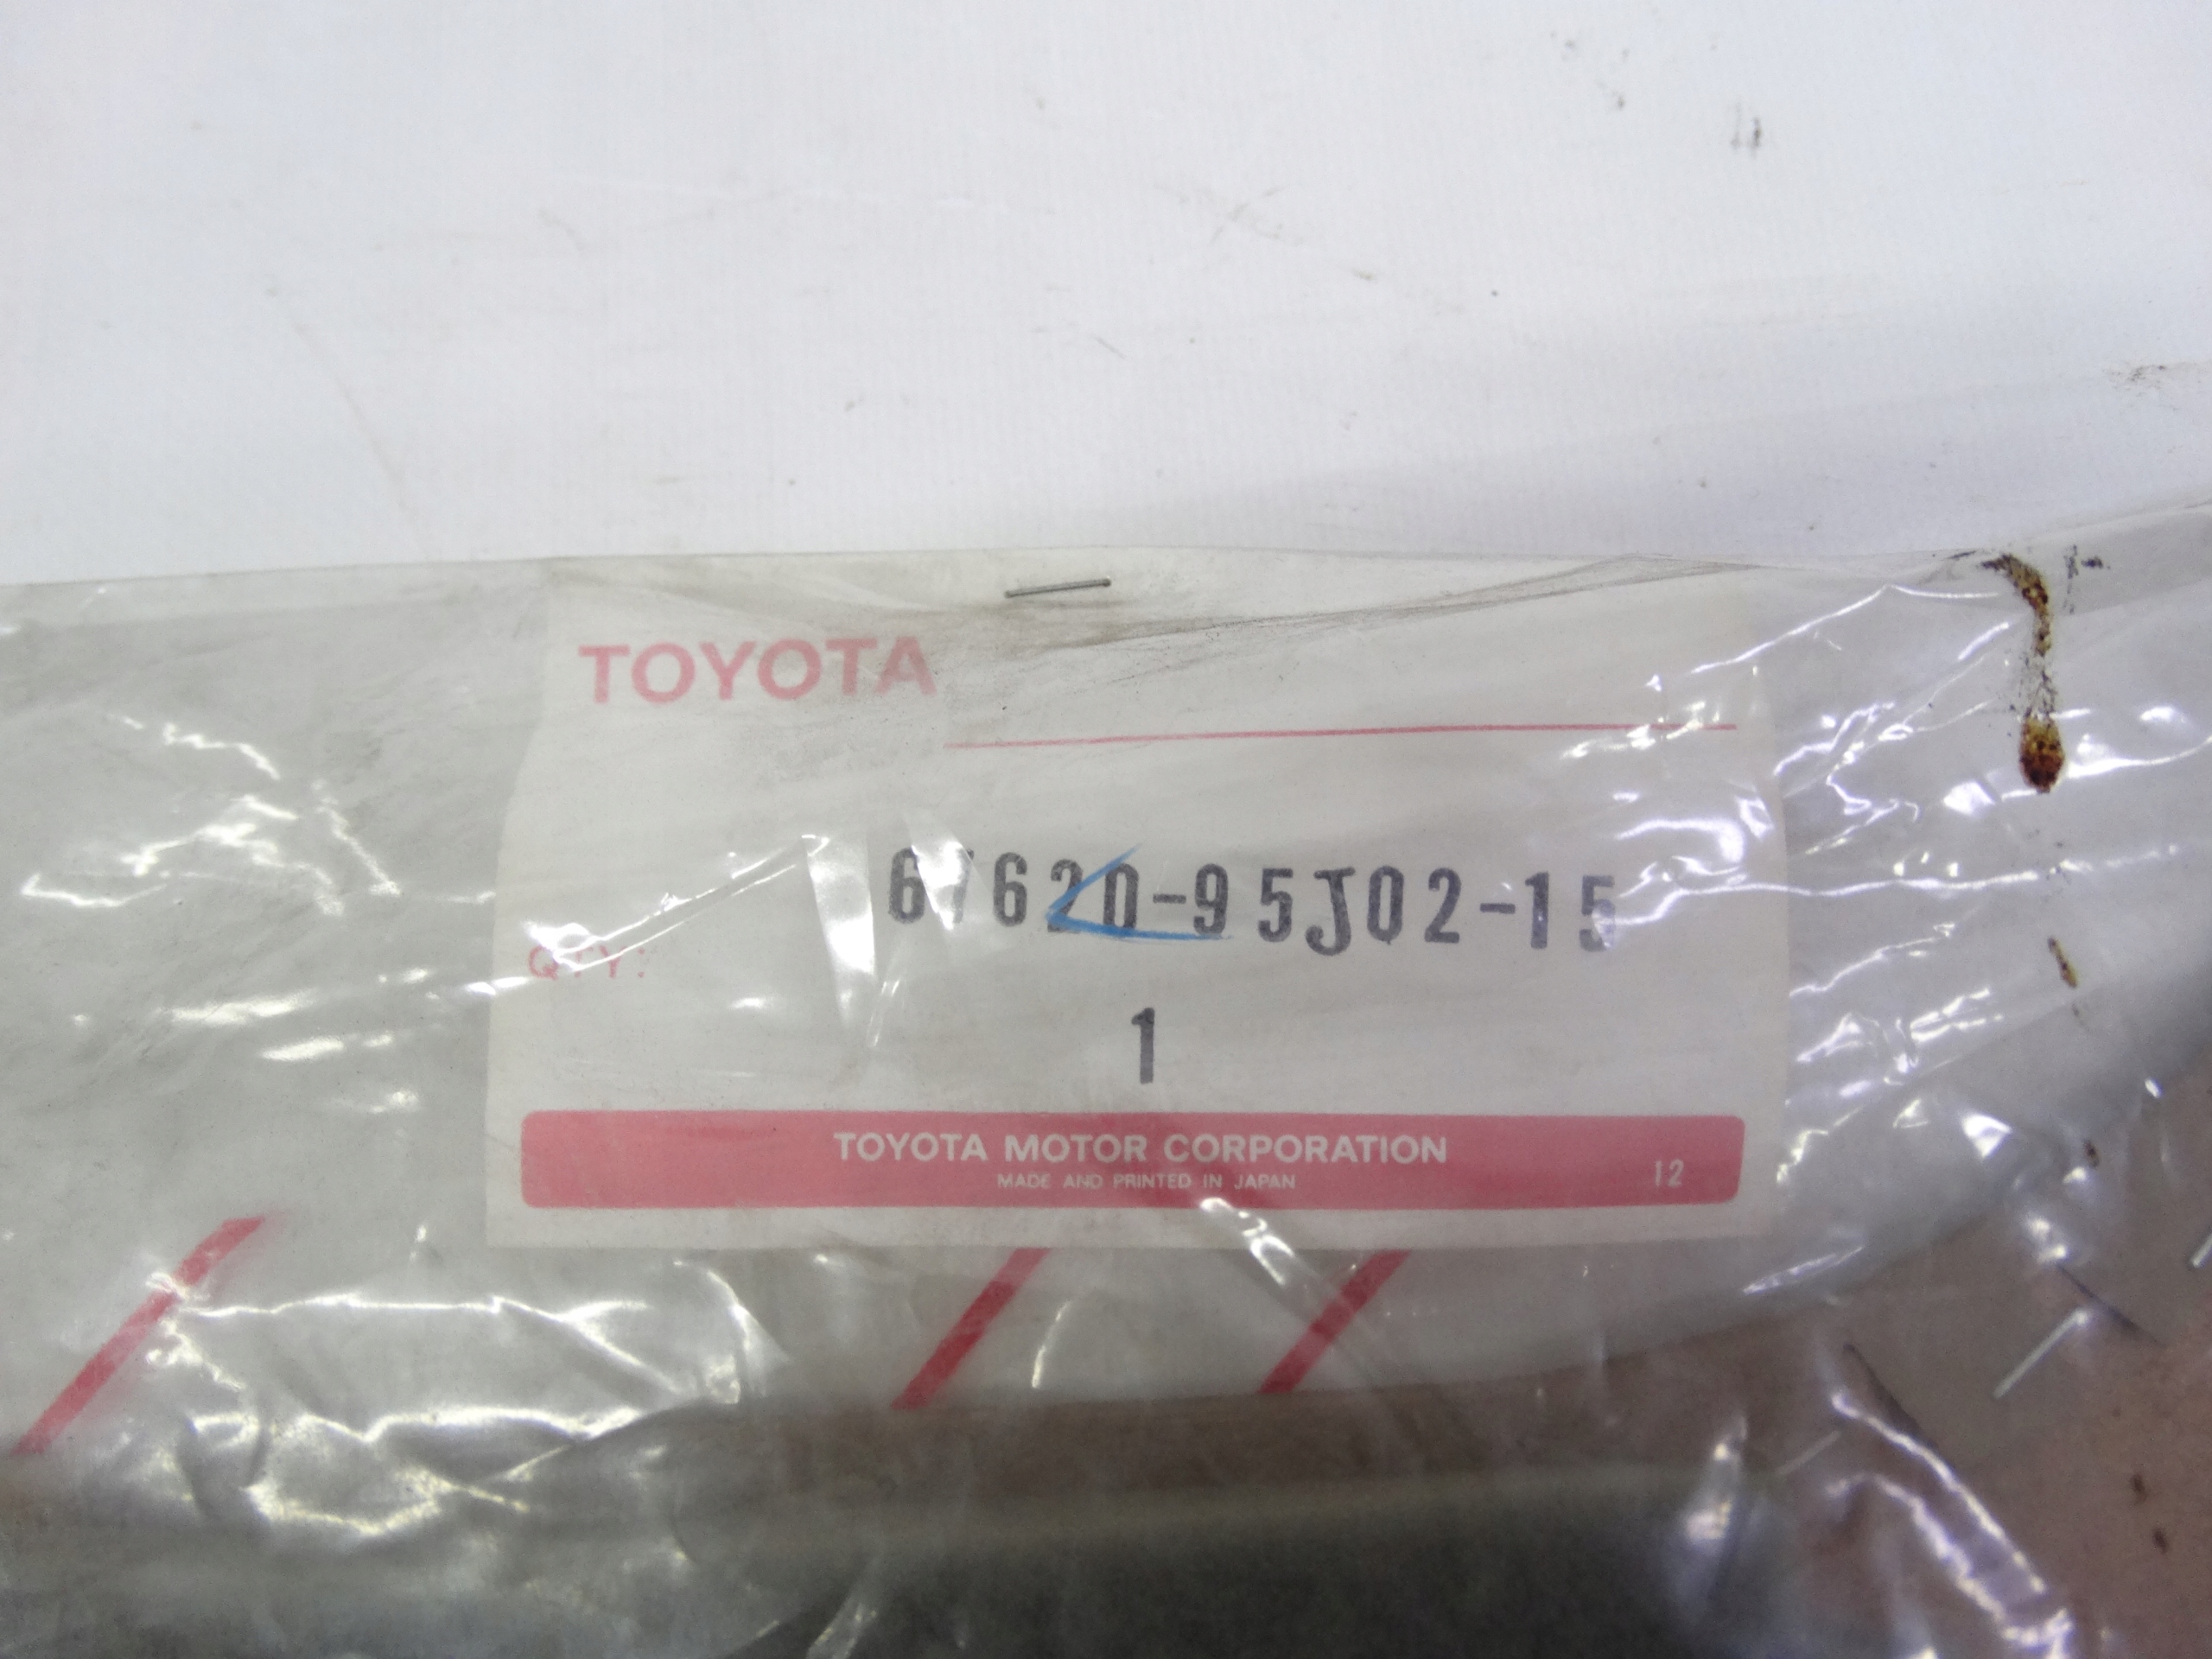 TOYOTA
67620-95J02-15
QTY:
1
TOYOTA MOTOR CORPORATION
MADE AND PRINTED IN JAPAN
12